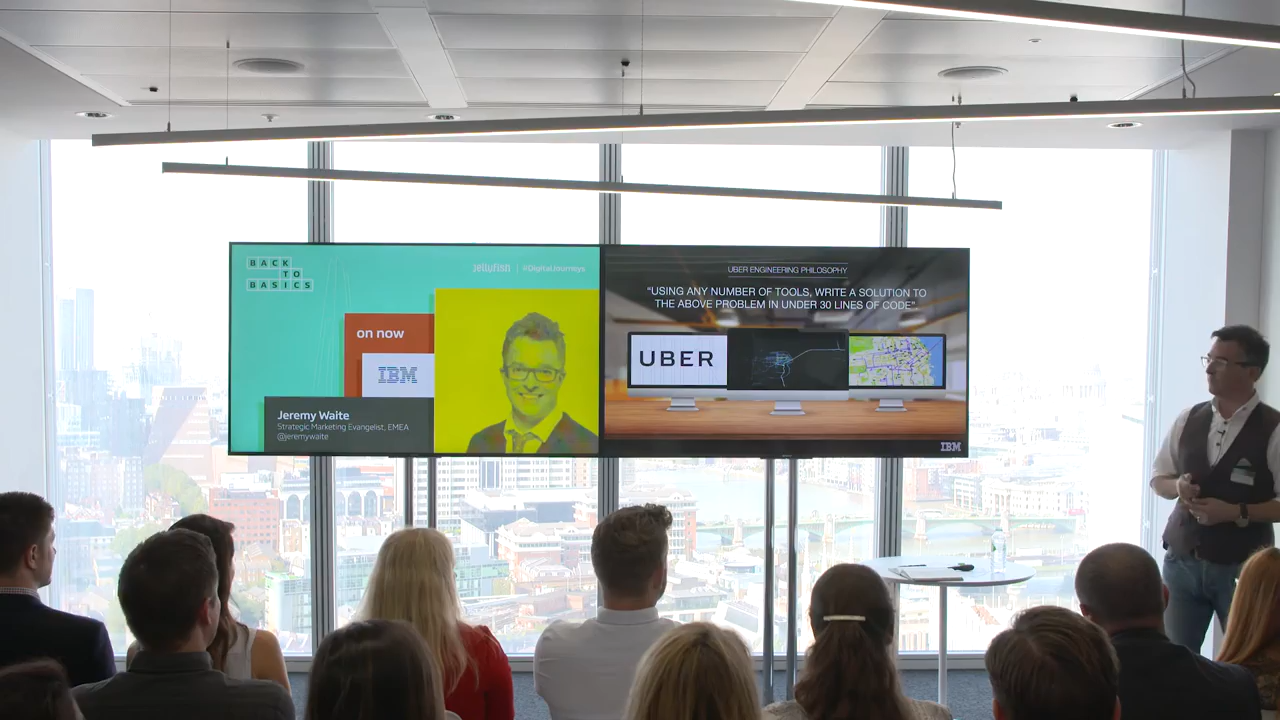 BACK
TO
BASICS
jellyfish | #DigitalJourneys
on now
IBM
Jeremy Waite
Strategic Marketing Evangelist, EMEA
@jeremywaite
UBER ENGINEERING PHILOSOPHY
“USING ANY NUMBER OF TOOLS, WRITE A SOLUTION TO
THE ABOVE PROBLEM IN UNDER 30 LINES OF CODE”
UBER
IBM